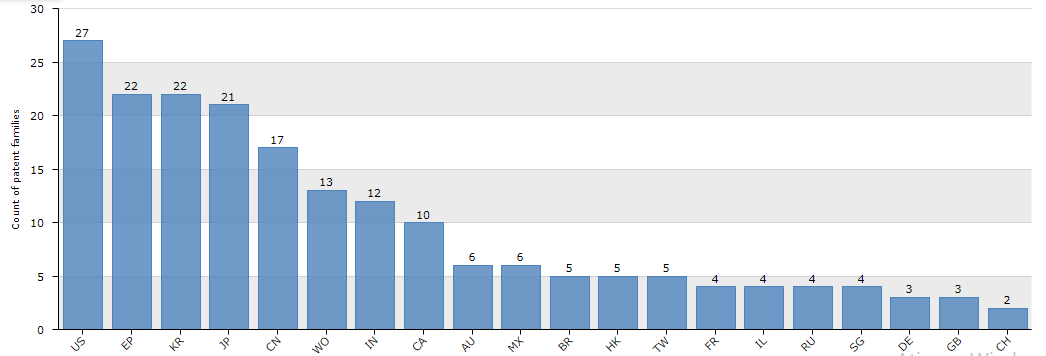 30
25
20
15
10
5
0
Count of patent families
27
22
22
21
17
13
12
10
6
6
5
5
5
4
4
4
4
3
3
2
US
EP
KR
JP
CN
WO
IN
CA
AU
MX
BR
HK
TW
FR
IL
RU
SG
DE
GB
CH